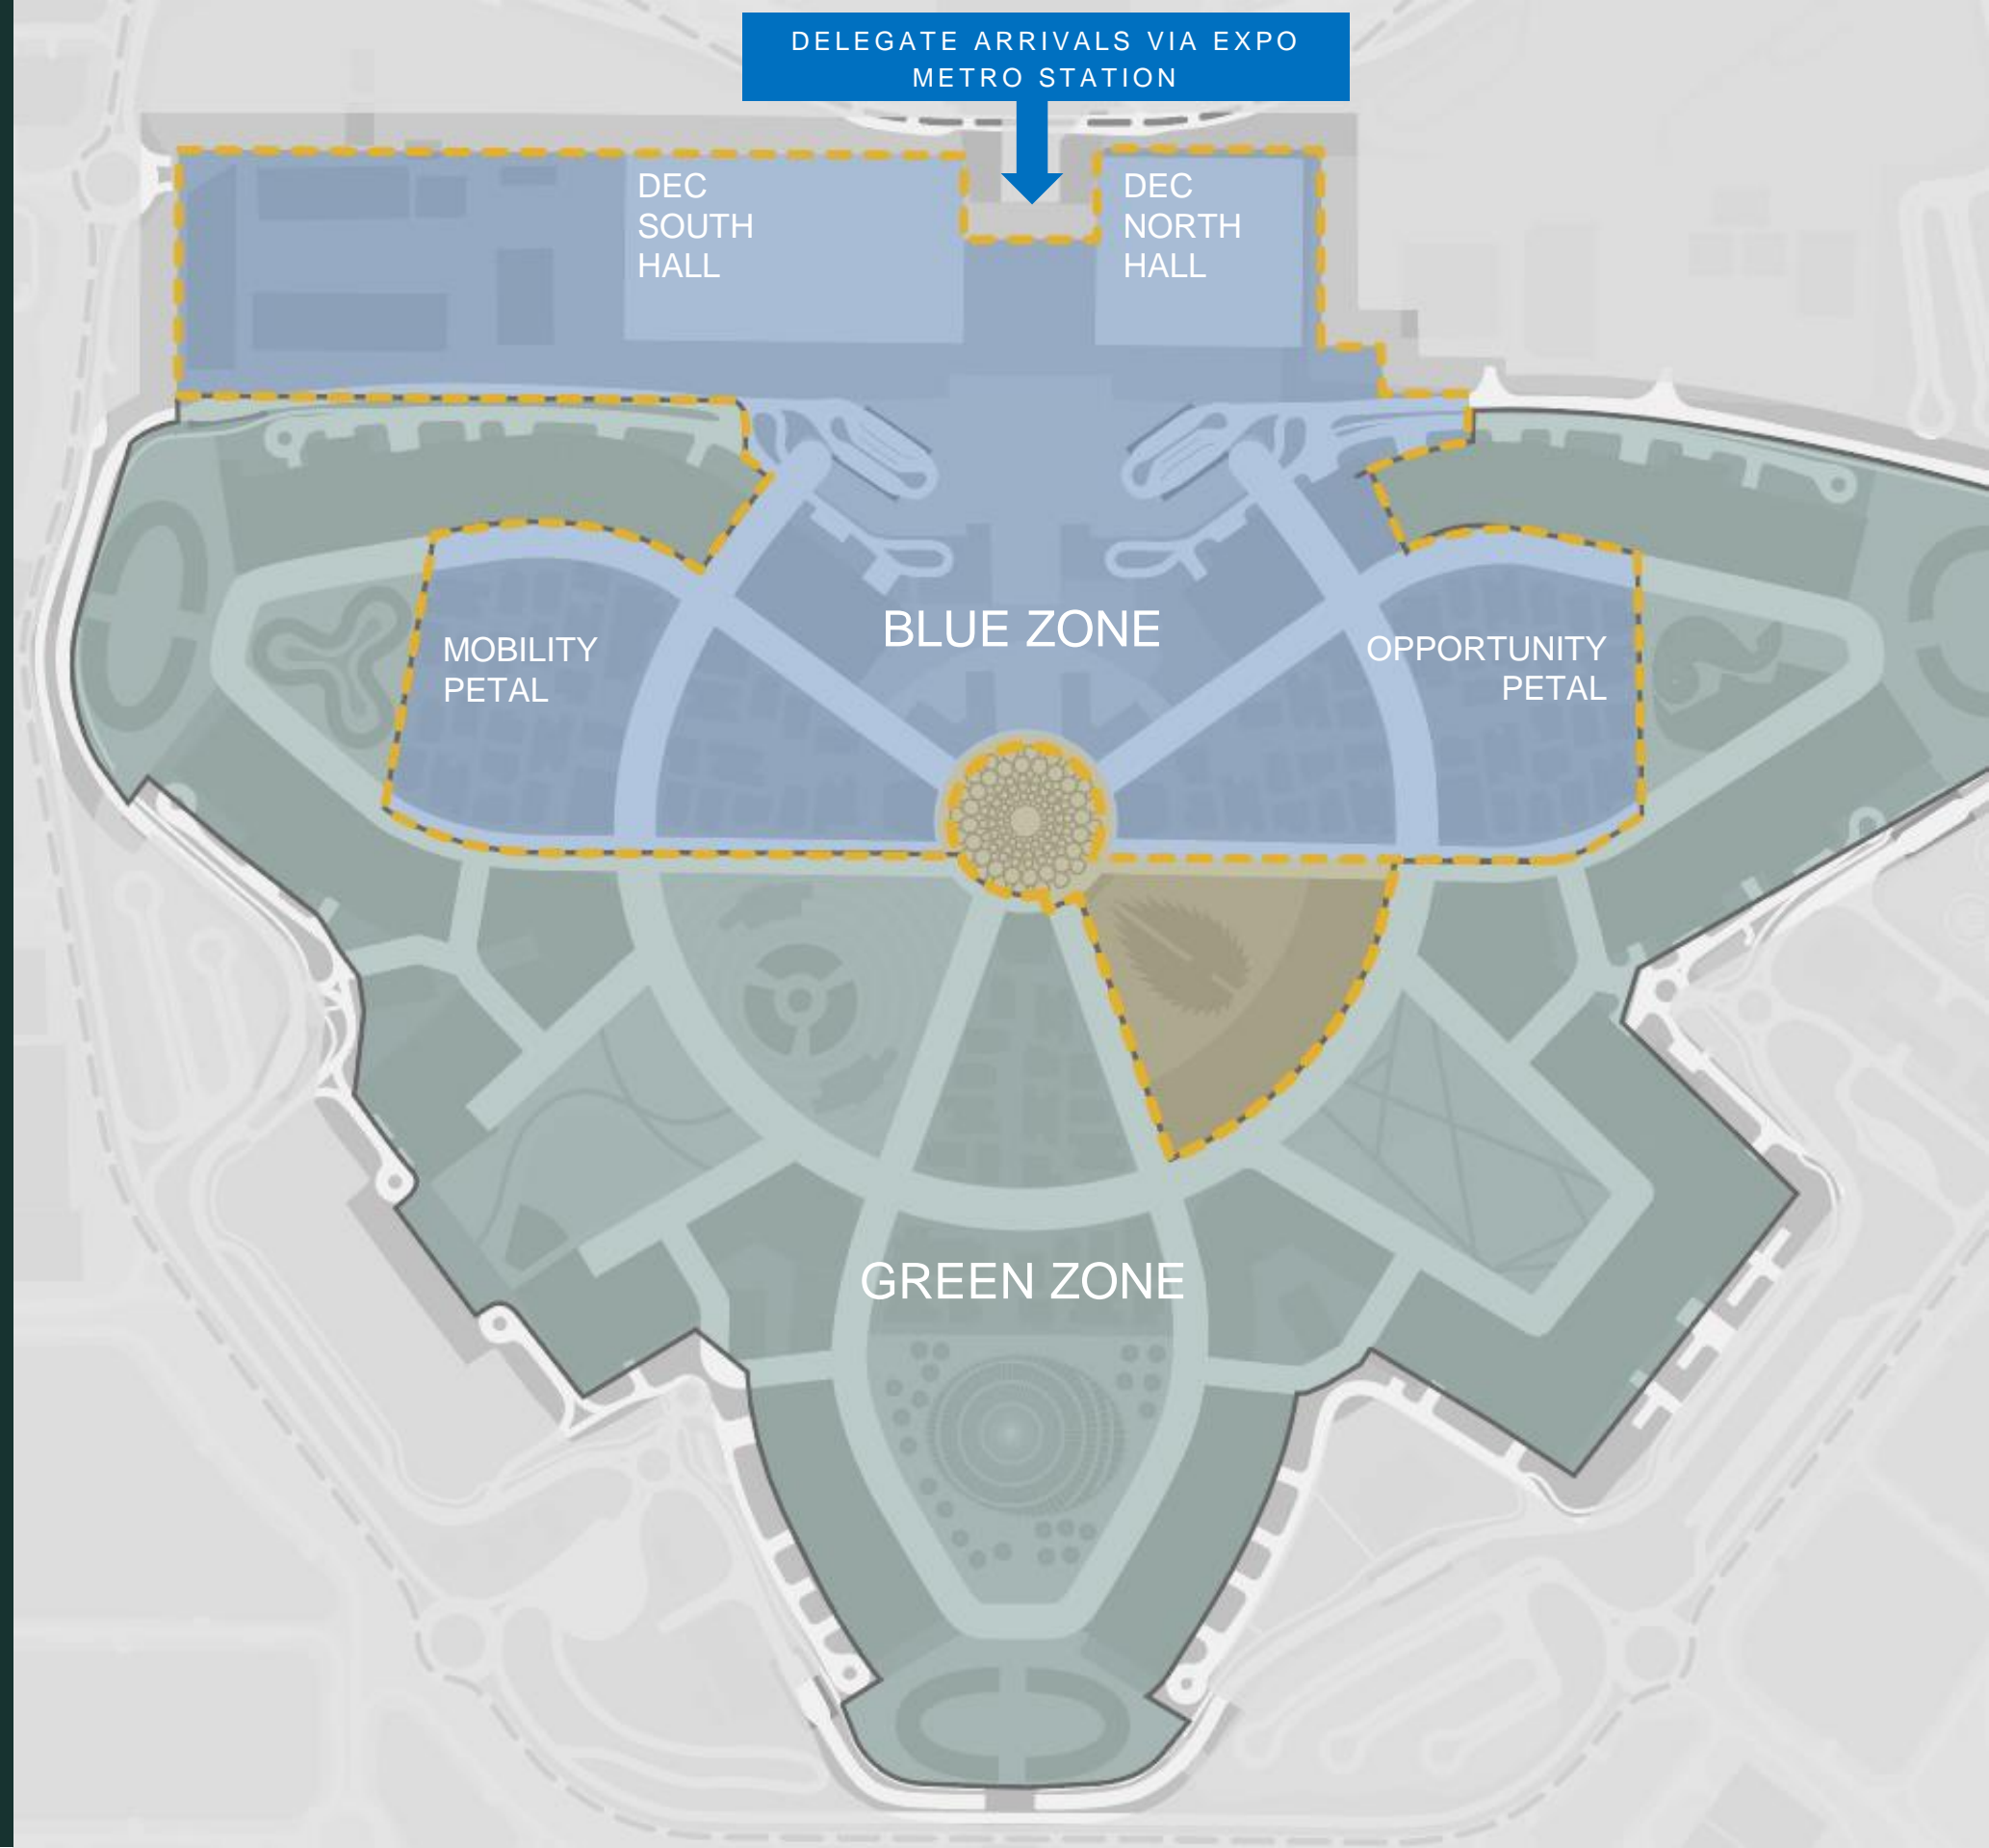 DELEGATE ARRIVALS VIA EXPO
METRO STATION
DEC
SOUTH
HALL
DEC
NORTH
HALL
BLUE ZONE
MOBILITY
PETAL
OPPORTUNITY
PETAL
GREEN ZONE